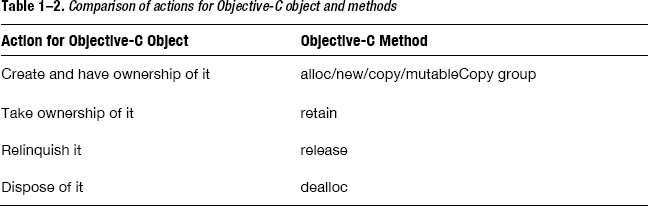 Table 1–2. Comparison of actions for Objective-C object and methods
Action for Objective-C Object Objective-C Method
Create and have ownership of it alloc/new/copy/mutableCopy group
Take ownership of it retain
Relinquish it release
Dispose of it dealloc